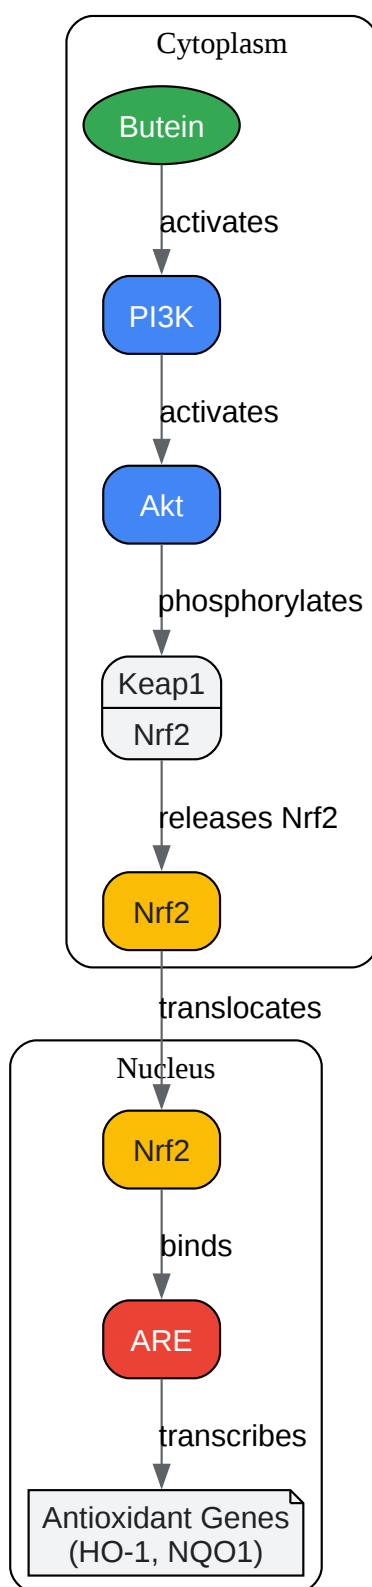 Cytoplasm
Butein
activates
PI3K
activates
Akt
phosphorylates
Keap1
Nrf2
releases Nrf2
Nrf2
translocates
Nucleus
Nrf2
binds
ARE
transcribes
Antioxidant Genes
(HO-1, NQO1)